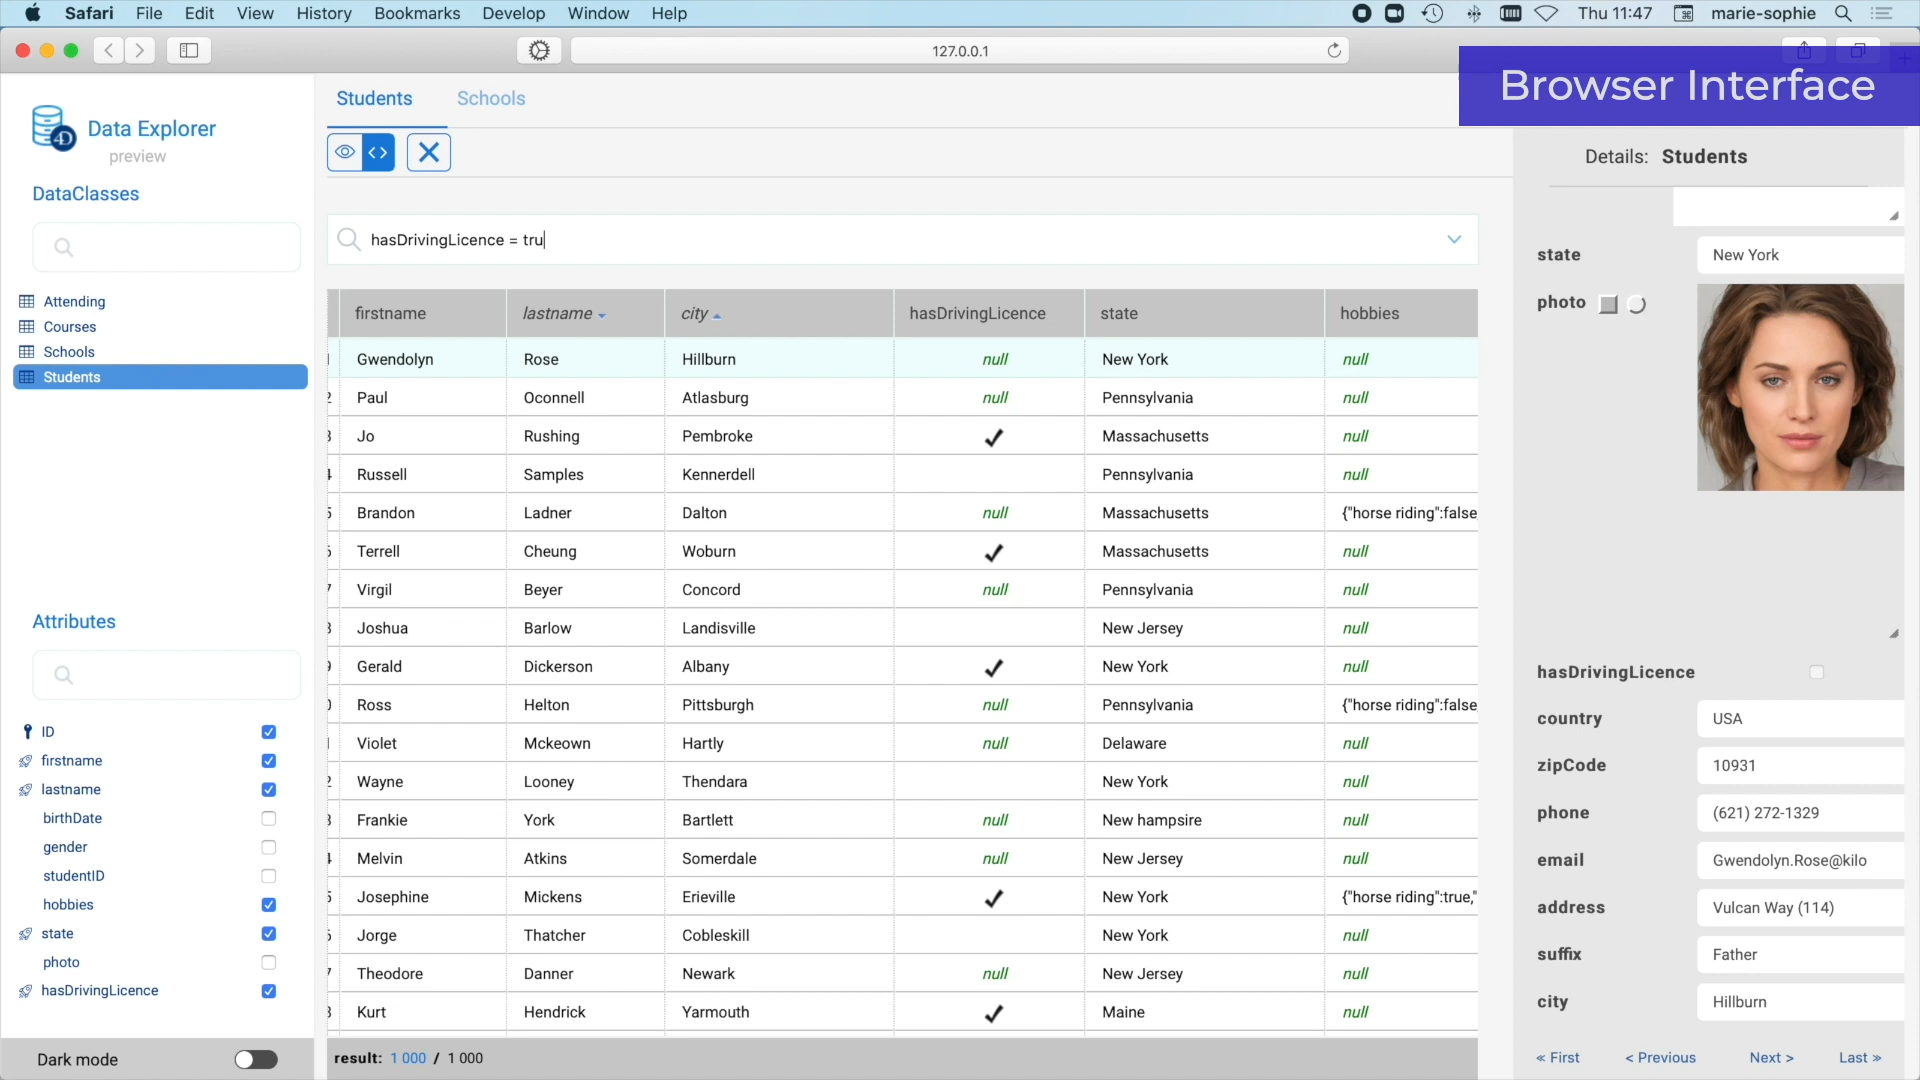 Safari File Edit View History Bookmarks Develop Window Help Thu 11:47 marie-sophie
127.0.0.1
Browser Interface
Data Explorer
preview
DataClasses
Attending
Courses
Schools
Students
Attributes
ID
firstname
lastname
birthDate
gender
studentID
hobbies
state
photo
hasDrivingLicence
Dark mode
Students Schools
hasDrivingLicence = tru
firstname lastname city hasDrivingLicence state hobbies
Gwendolyn Rose Hillburn null New York null
Paul Oconnell Atlasburg null Pennsylvania null
Jo Rushing Pembroke Massachusetts null
Russell Samples Kennerdell Pennsylvania null
Brandon Ladner Dalton null Massachusetts {"horse riding":false,
Terrell Cheung Woburn Massachusetts null
Virgil Beyer Concord null Pennsylvania null
Joshua Barlow Landisville New Jersey null
Gerald Dickerson Albany New York null
Ross Helton Pittsburgh null Pennsylvania {"horse riding":false,
Violet Mckeown Hartly null Delaware null
Wayne Looney Thendara New York null
Frankie York Bartlett null New hampsire null
Melvin Atkins Somerdale null New Jersey null
Josephine Mickens Erieville New York {"horse riding":true,"
Jorge Thatcher Cobleskill New York null
Theodore Danner Newark null New Jersey null
Kurt Hendrick Yarmouth Maine null
result: 1 000 / 1 000
Details: Students
state New York
photo
hasDrivingLicence
country USA
zipCode 10931
phone (621) 272-1329
email Gwendolyn.Rose@kilo
address Vulcan Way (114)
suffix Father
city Hillburn
« First < Previous Next > Last »